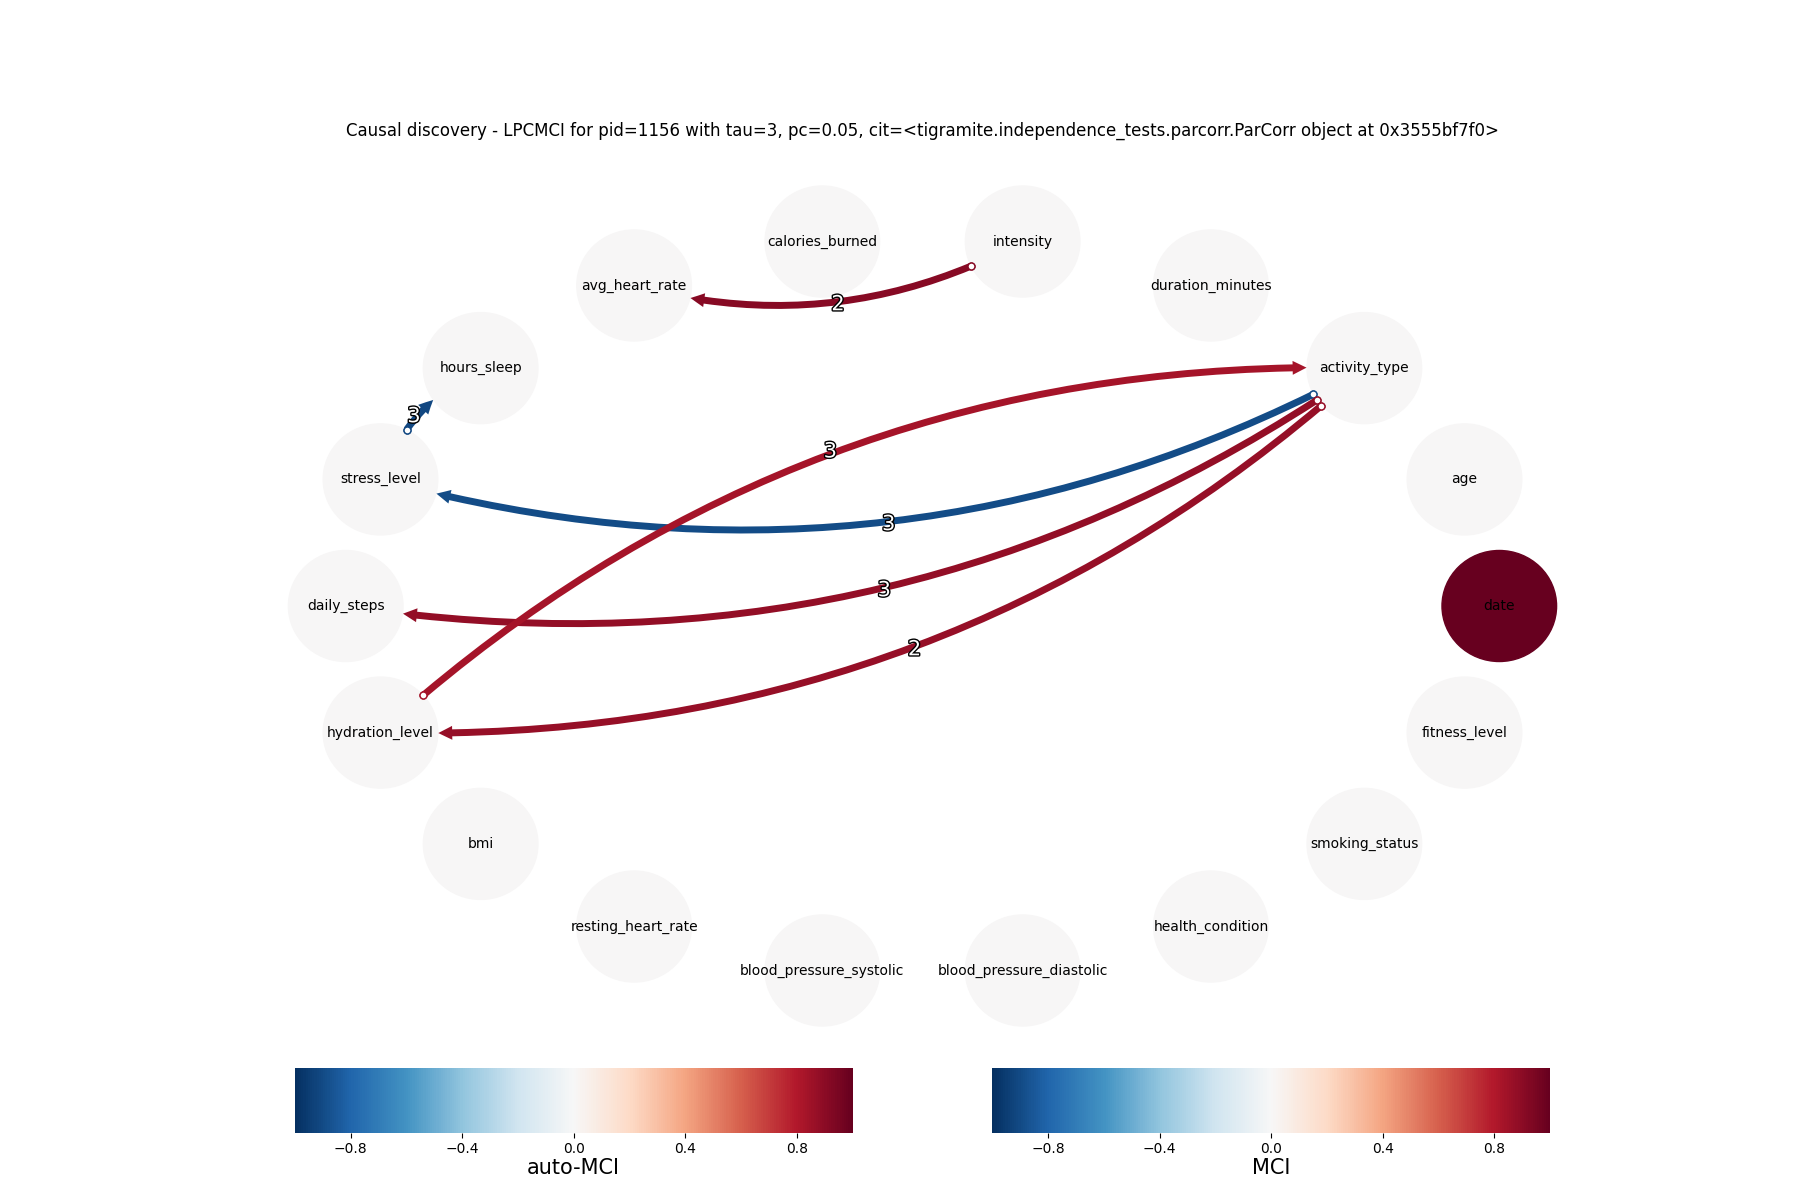 Causal discovery - LPCMCI for pid=1156 with tau=3, pc=0.05, cit=<tigramite.independence_tests.parcorr.ParCorr object at 0x3555bf7f0>
calories_burned
intensity
avg_heart_rate
duration_minutes
2
hours_sleep
activity_type
3
3
stress_level
age
3
3
daily_steps
date
2
hydration_level
fitness_level
bmi
smoking_status
resting_heart_rate
health_condition
blood_pressure_systolic
blood_pressure_diastolic
−0.8 −0.4 0.0 0.4 0.8
auto-MCI
−0.8 −0.4 0.0 0.4 0.8
MCI